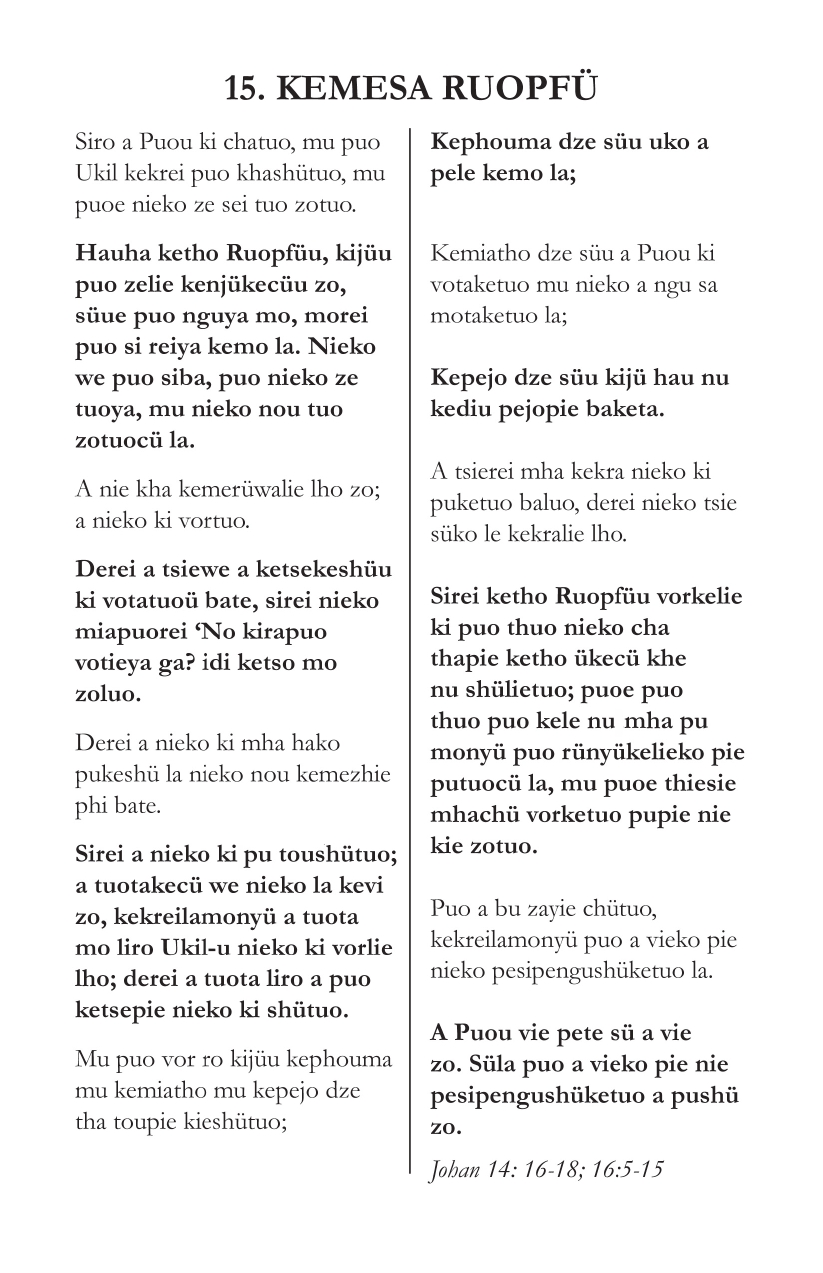 15. KEMESA RUOPFÜ
Siro a Puou ki chatuo, mu puo
Ukil kekrei puo khashütuo, mu
puoe nieko ze sei tuo zotuo.
Hauha ketho Ruopfüu, kijüu
puo zelie kenjükecüu zo,
süue puo nguya mo, morei
puo si reiya kemo la. Nieko
we puo siba, puo nieko ze
tuoya, mu nieko nou tuo
zotuocü la.
A nie kha kemerüwalie lho zo;
a nieko ki vortuo.
Derei a tsiewe a ketsekeshüu
ki votatuoü bate, sirei nieko
miapuorei ‘No kirapuo
votieya ga? idi ketso mo
zoluo.
Derei a nieko ki mha hako
pukeshü la nieko nou kemezhie
phi bate.
Sirei a nieko ki pu toushütuo;
a tuotakecü we nieko la kevi
zo, kekreilamonyü a tuota
mo liro Ukil-u nieko ki vorlie
lho; derei a tuota liro a puo
ketsepie nieko ki shütuo.
Mu puo vor ro kijüu kephouma
mu kemiatho mu kepejo dze
tha toupie kieshütuo;
Kephouma dze süu uko a
pele kemo la;
Kemiatho dze süu a Puou ki
votaketuo mu nieko a ngu sa
motaketuo la;
Kepejo dze süu kijü hau nu
kediu pejopie baketa.
A tsierei mha kekra nieko ki
puketuo baluo, derei nieko tsie
süko le kekralie lho.
Sirei ketho Ruopfüu vorkelie
ki puo thuo nieko cha
thapie ketho ükecü khe
nu shülietuo; puoe puo
thuo puo kele nu mha pu
monyü puo rünyükelieko pie
putuocü la, mu puoe thiesie
mhachü vorketuo pupie nie
kie zotuo.
Puo a bu zayie chütuo,
kekreilamonyü puo a vieko pie
nieko pesipengushüketuo la.
A Puou vie pete sü a vie
zo. Süla puo a vieko pie nie
pesipengushüketuo a pushü
zo.
Johan 14: 16-18; 16:5-15